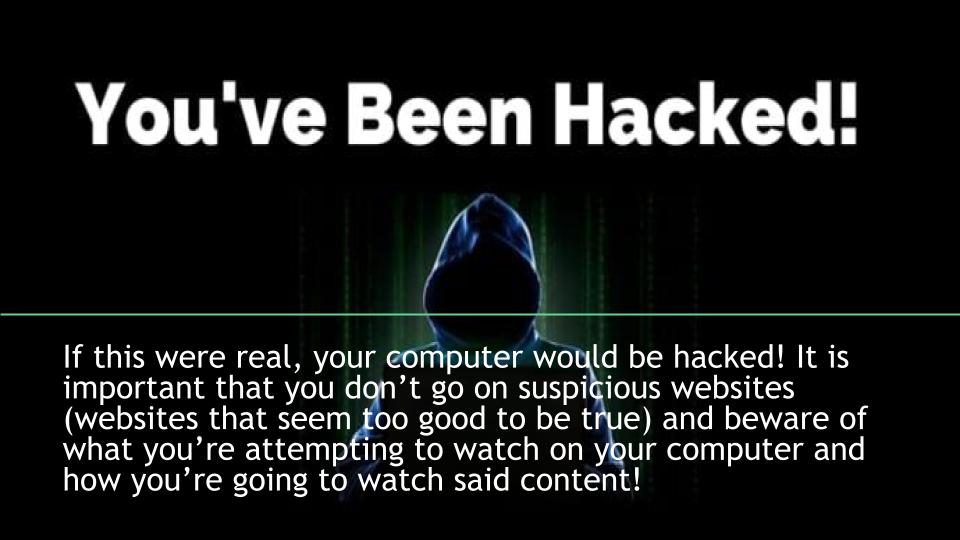 You've Been Hacked!
If this were real, your computer would be hacked! It is
important that you don’t go on suspicious websites
(websites that seem too good to be true) and beware of
what you’re attempting to watch on your computer and
how you’re going to watch said content!